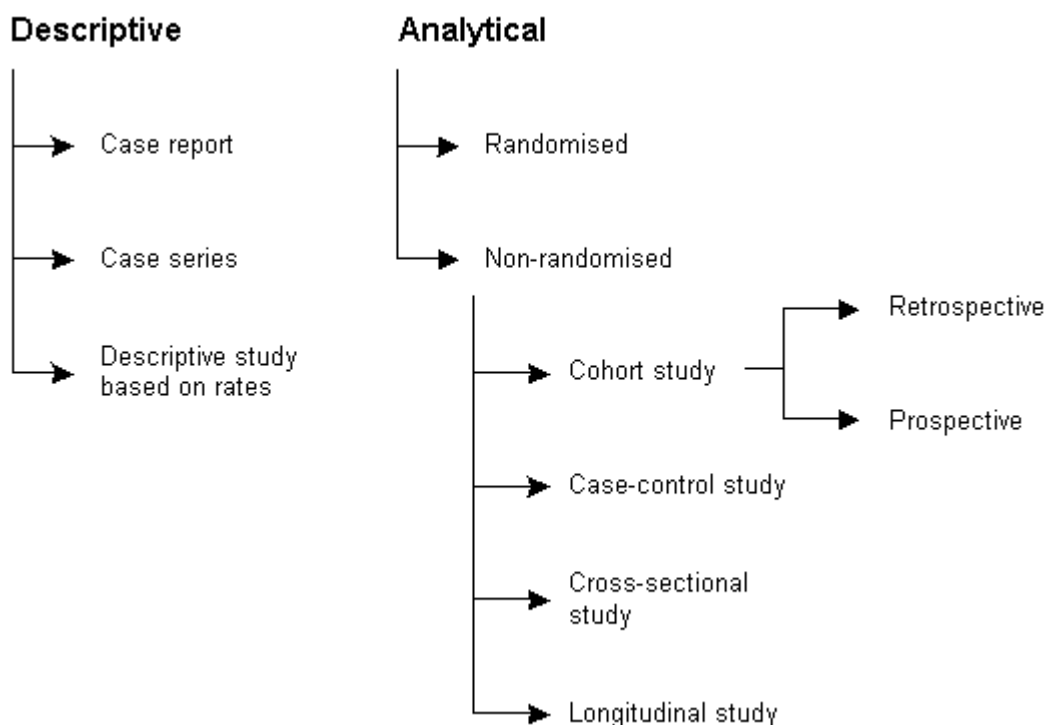 Descriptive
Analytical
Case report
Randomised
Case series
Non-randomised
Retrospective
Descriptive study
based on rates
Cohort study
Prospective
Case-control study
Cross-sectional
study
Longitudinal study